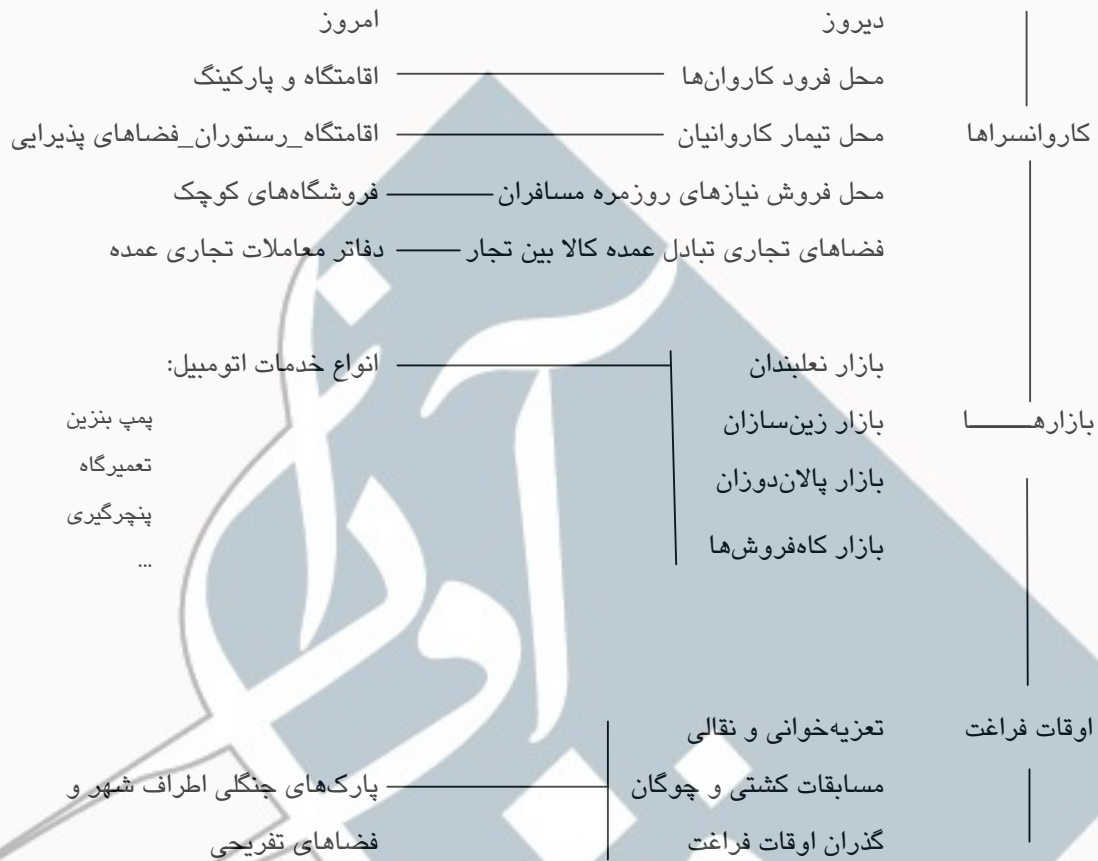 دیروز امروز
محل فرود کاروان‌ها اقامتگاه و پارکینگ
کاروانسراها محل تیمار کاروانیان اقامتگاه_رستوران_فضاهای پذیرایی
محل فروش نیازهای روزمره مسافران فروشگاه‌های کوچک
فضاهای تجاری تبادل عمده کالا بین تجار دفاتر معاملات تجاری عمده
بازار نعلبندان انواع خدمات اتومبیل:
بازارهــــــا بازار زین‌سازان پمپ بنزین
تعمیرگاه
بازار پالان‌دوزان
پنچرگیری
بازار کاه‌فروش‌ها
...
اوقات فراغت تعزیه‌خوانی و نقالی
مسابقات کشتی و چوگان پارک‌های جنگلی اطراف شهر و
گذران اوقات فراغت فضاهای تفریحی